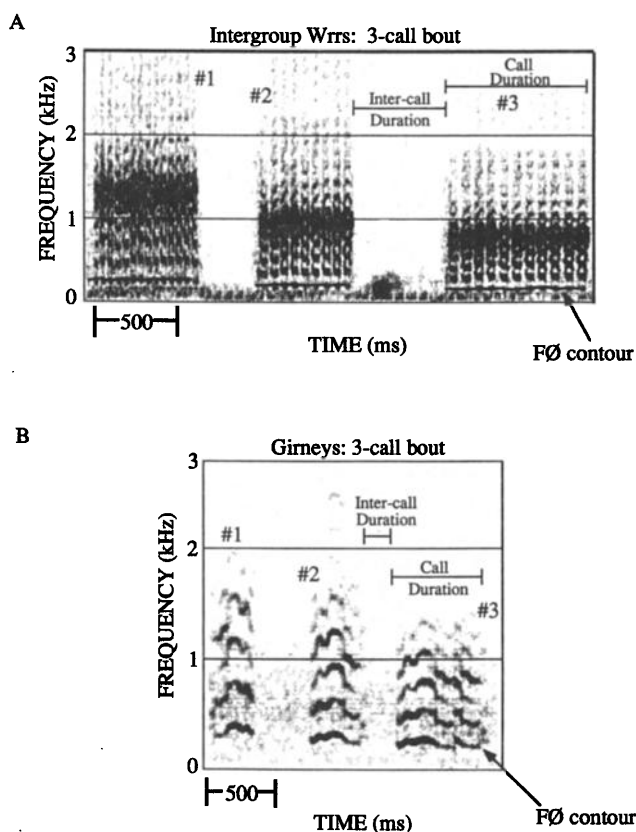 A
Intergroup Wrrs: 3-call bout
FREQUENCY (kHz)
3
2
1
0
#1
#2
Inter-call
Duration
Call
Duration
#3
500
TIME (ms)
FØ contour
B
Girneys: 3-call bout
FREQUENCY (kHz)
3
2
1
0
#1
#2
Inter-call
Duration
Call
Duration
#3
500
TIME (ms)
FØ contour